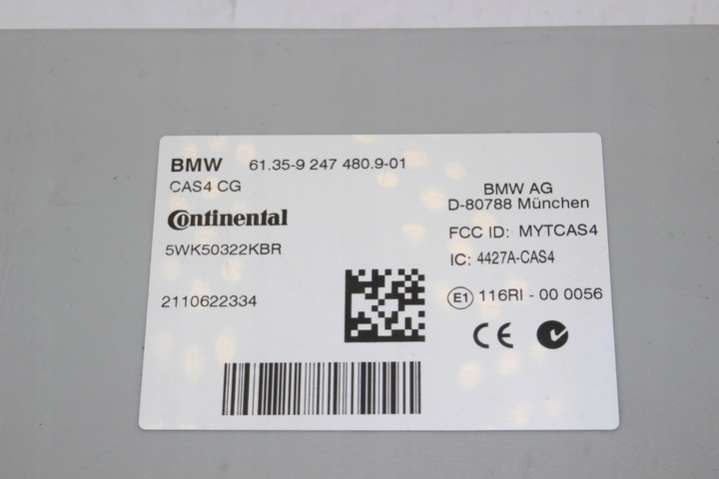 BMW 61.35-9 247 480.9-01
CAS4 CG
Continental
5WK50322KBR
2110622334
BMW AG
D-80788 München
FCC ID: MYTCAS4
IC: 4427A-CAS4
E1 116RI - 00 0056
CE